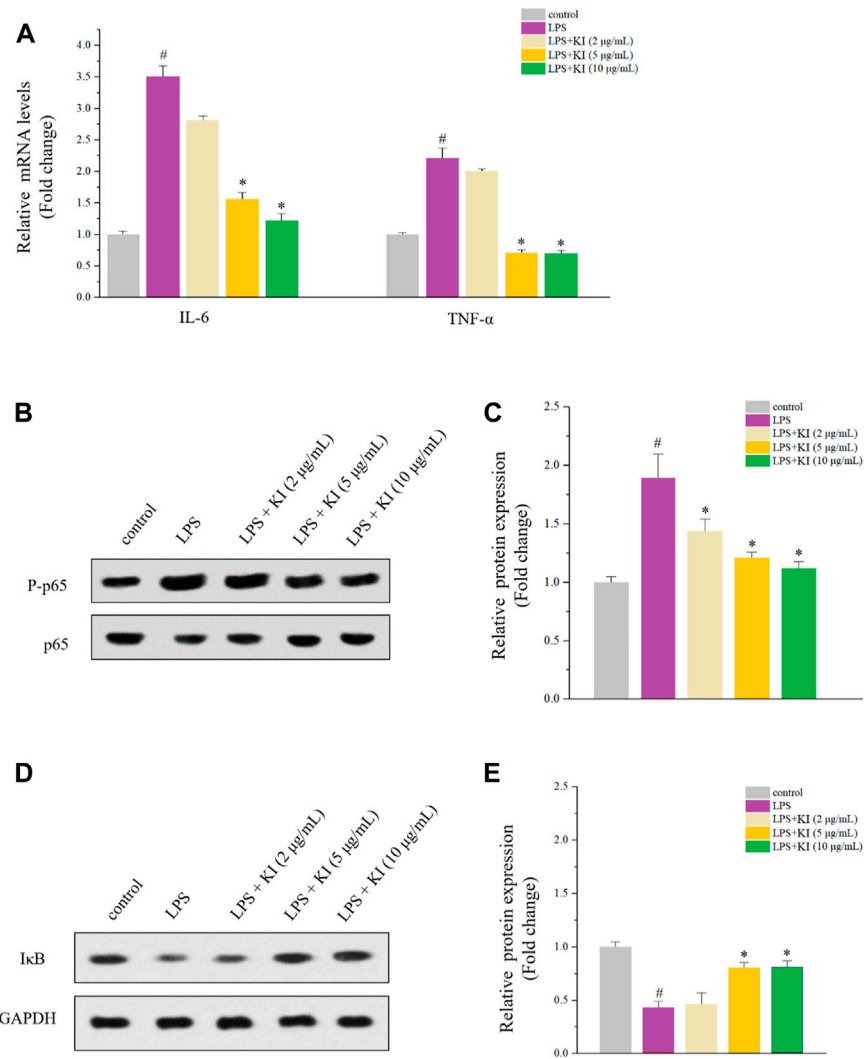 A
control
LPS
LPS+KI (2 μg/mL)
LPS+KI (5 μg/mL)
LPS+KI (10 μg/mL)
Relative mRNA levels
(Fold change)
4.0
3.5
3.0
2.5
2.0
1.5
1.0
0.5
0.0
#
*
*
#
*
*
IL-6
TNF-α
B
control
LPS
LPS + KI (2 μg/mL)
LPS + KI (5 μg/mL)
LPS + KI (10 μg/mL)
P-p65
p65
C
control
LPS
LPS+KI (2 μg/mL)
LPS+KI (5 μg/mL)
LPS+KI (10 μg/mL)
Relative protein expression
(Fold change)
2.5
2.0
1.5
1.0
0.5
0.0
#
*
*
*
D
control
LPS
LPS + KI (2 μg/mL)
LPS + KI (5 μg/mL)
LPS + KI (10 μg/mL)
IκB
GAPDH
E
control
LPS
LPS+KI (2 μg/mL)
LPS+KI (5 μg/mL)
LPS+KI (10 μg/mL)
Relative protein expression
(Fold change)
2.5
2.0
1.5
1.0
0.5
0.0
#
*
*